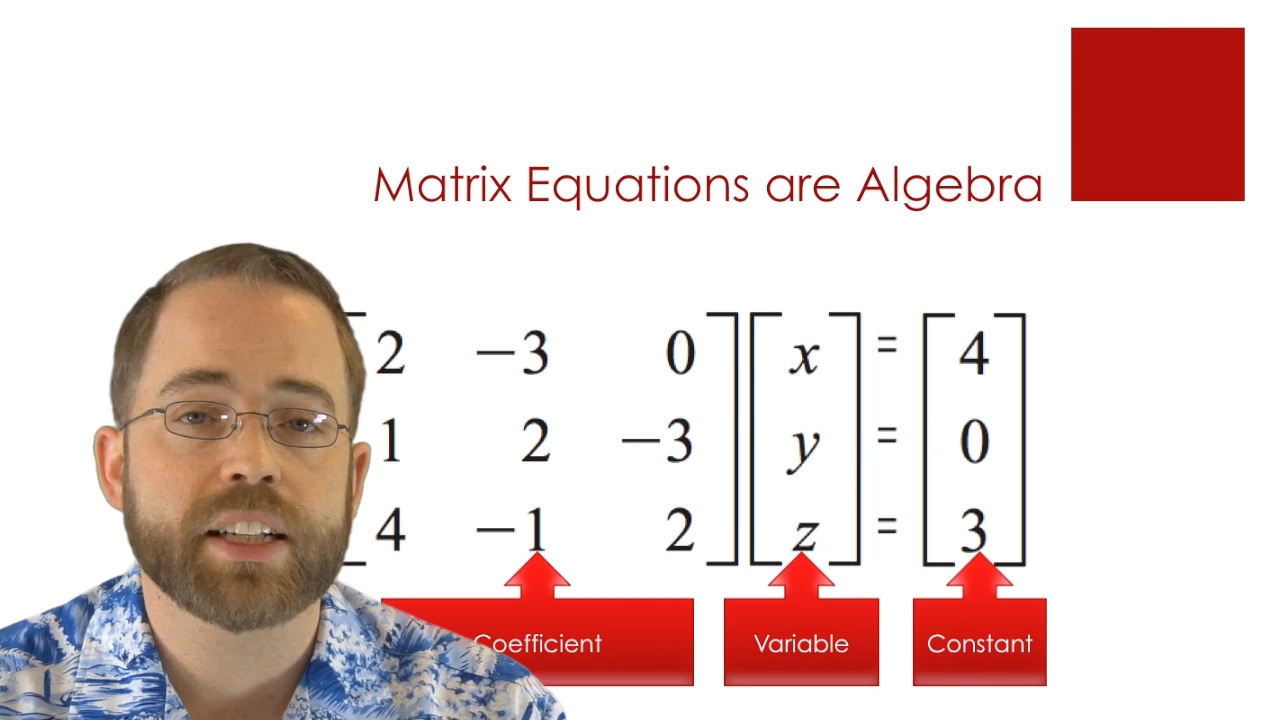 Matrix Equations are Algebra
2 −3 0 x = 4
1 2 −3 y = 0
4 −1 2 z = 3
Coefficient Variable Constant